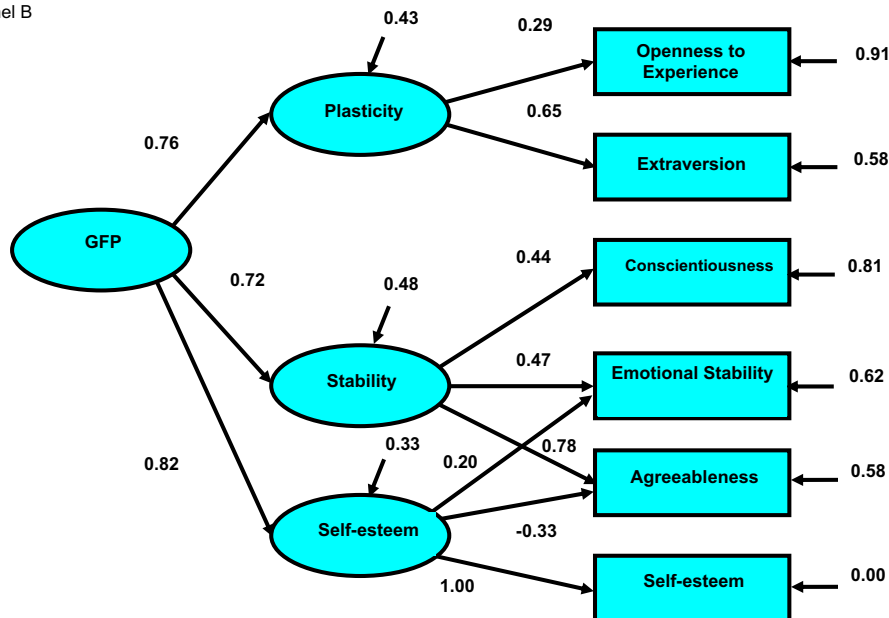 nel B
0.43
0.29
Openness to
Experience
0.91
Plasticity
0.65
0.76
Extraversion
0.58
GFP
0.44
Conscientiousness
0.81
0.72
0.48
Stability
0.47
Emotional Stability
0.62
0.33
0.20
0.78
0.82
Agreeableness
0.58
Self-esteem
-0.33
1.00
Self-esteem
0.00